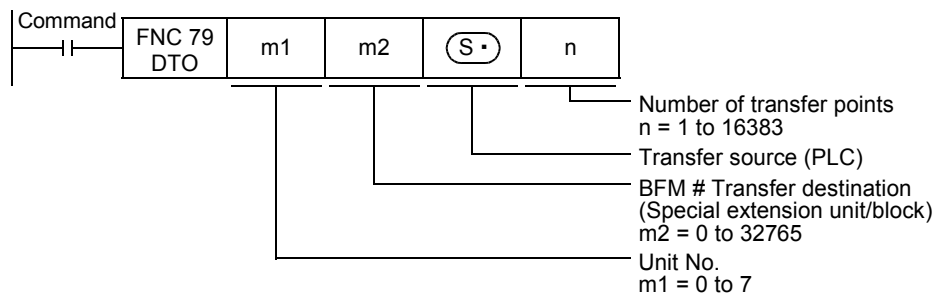 Command
FNC 79
DTO
m1
m2
S •
n
Number of transfer points
n = 1 to 16383
Transfer source (PLC)
BFM # Transfer destination
(Special extension unit/block)
m2 = 0 to 32765
Unit No.
m1 = 0 to 7